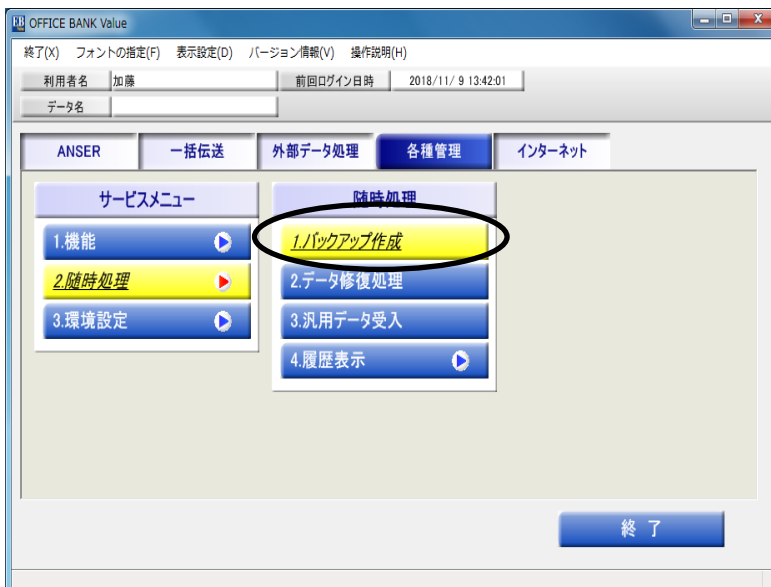 OFFICE BANK Value
終了(X) フォントの指定(F) 表示設定(D) バージョン情報(V) 操作説明(H)
利用者名 加藤 前回ログイン日時 2018/11/ 9 13:42:01
データ名
ANSER 一括伝送 外部データ処理 各種管理 インターネット
サービスメニュー 随時処理
1.機能 1.バックアップ作成
2.随時処理 2.データ修復処理
3.環境設定 3.汎用データ受入
4.履歴表示
終 了